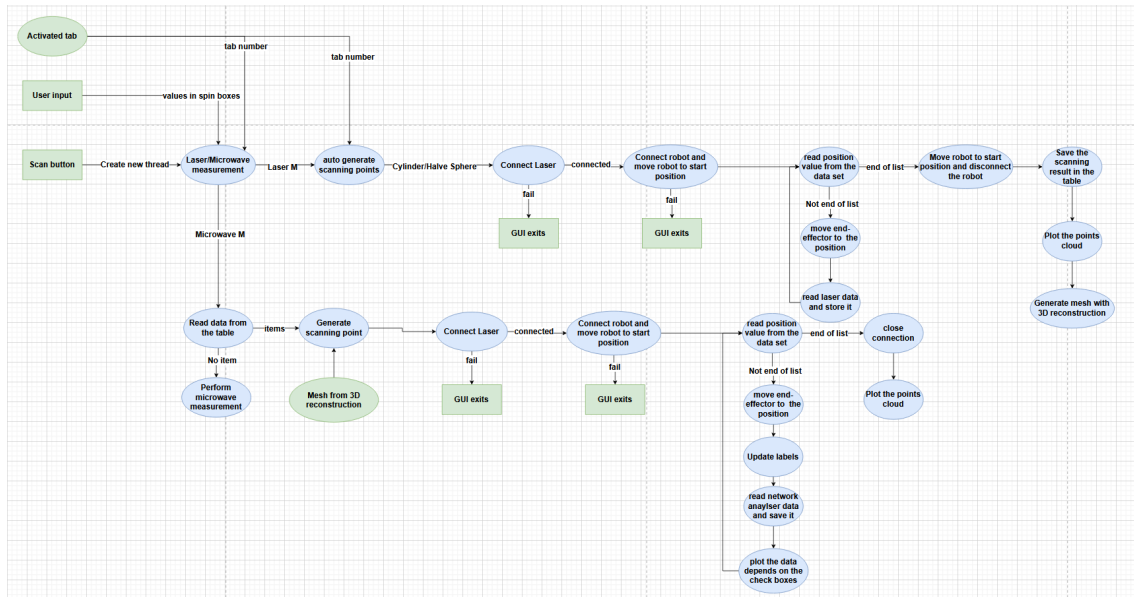 Activated tab
tab number
tab number
User input
values in spin boxes
Scan button
Create new thread
Laser/Microwave
measurement
Laser M
auto generate
scanning points
Cylinder/Halve Sphere
Connect Laser
connected
Connect robot and
move robot to start
position
read position
value from the
data set
end of list
Move robot to start
position and disconnect
the robot
Save the
scanning
result in the
table
fail
fail
Not end of list
GUI exits
GUI exits
move end-
effector to  the
position
Plot the points
cloud
Microwave M
read laser data
and store it
Generate mesh with
3D reconstruction
Read data from
the table
items
Generate
scanning point
Connect Laser
connected
Connect robot and
move robot to start
position
read position
value from the
data set
end of list
close
connection
No item
fail
fail
Not end of list
Perform
microwave
measurement
Mesh from 3D
reconstruction
GUI exits
GUI exits
move end-
effector to  the
position
Plot the points
cloud
Update labels
read network
anaylser data
and save it
plot the data
depends on the
check boxes